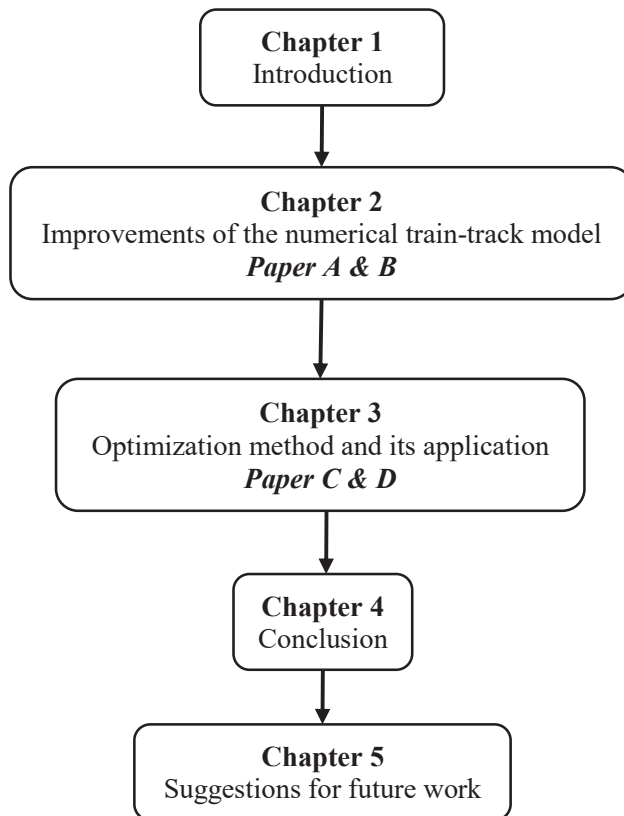 Chapter 1
Introduction
Chapter 2
Improvements of the numerical train-track model
Paper A & B
Chapter 3
Optimization method and its application
Paper C & D
Chapter 4
Conclusion
Chapter 5
Suggestions for future work